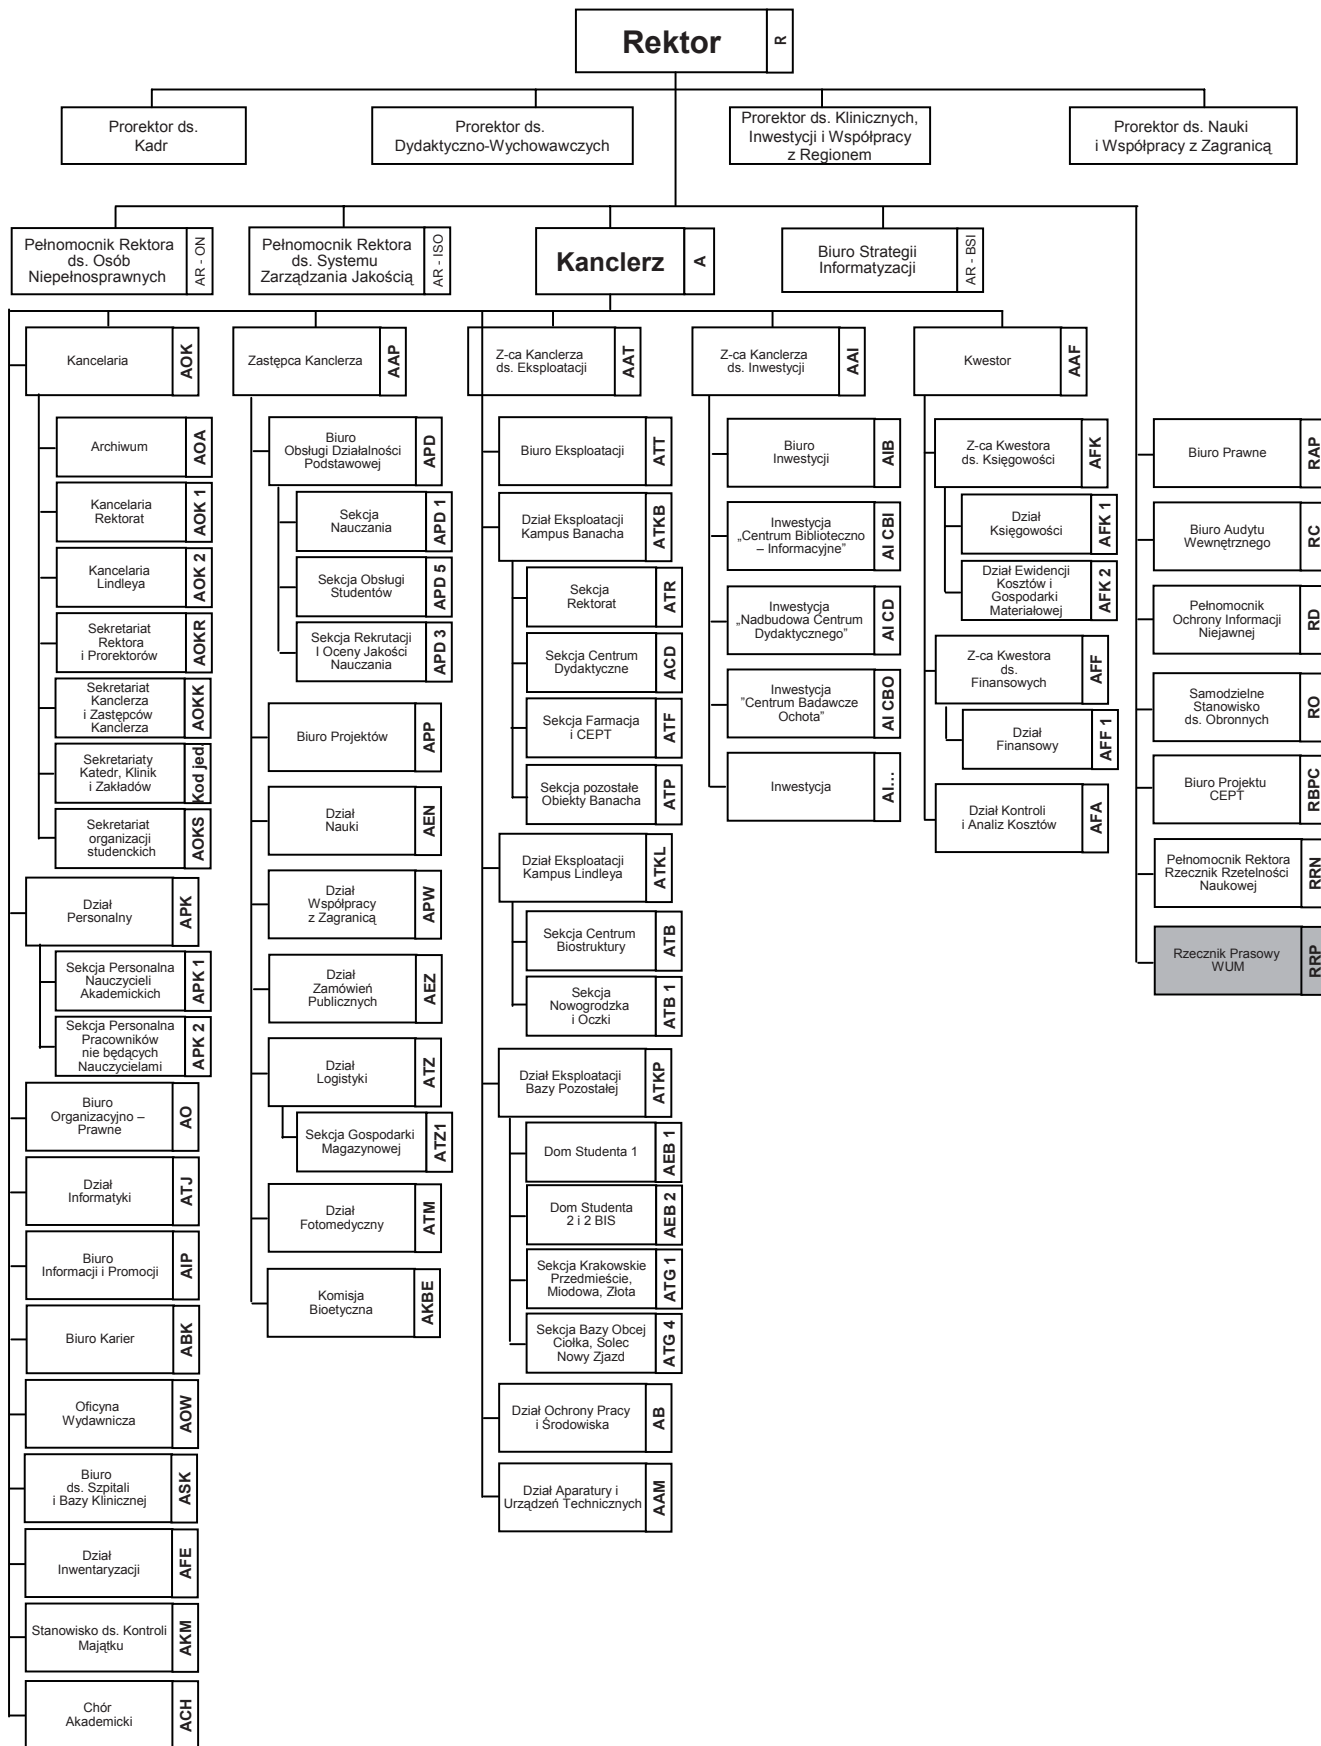 Rektor
R
Prorektor ds.
Kadr
Prorektor ds.
Dydaktyczno-Wychowawczych
Prorektor ds. Klinicznych,
Inwestycji i Współpracy
z Regionem
Prorektor ds. Nauki
i Współpracy z Zagranicą
Pełnomocnik Rektora
ds. Osób
Niepełnosprawnych
AR - ON
Pełnomocnik Rektora
ds. Systemu
Zarządzania Jakością
AR - ISO
Kanclerz
A
Biuro Strategii
Informatyzacji
AR - BSI
Kancelaria
AOK
Zastępca Kanclerza
AAP
Z-ca Kanclerza
ds. Eksploatacji
AAT
Z-ca Kanclerza
ds. Inwestycji
AAI
Kwestor
AAF
Archiwum
AOA
Kancelaria
Rektorat
AOK 1
Kancelaria
Lindleya
AOK 2
Sekretariat
Rektora
i Prorektorów
AOKR
Sekretariat
Kanclerza
i Zastępców
Kanclerza
AOKK
Sekretariaty
Katedr, Klinik
i Zakładów
Kod jed.
Sekretariat
organizacji
studenckich
AOKS
Dział
Personalny
APK
Sekcja Personalna
Nauczycieli
Akademickich
APK 1
Sekcja Personalna
Pracowników
nie będących
Nauczycielami
APK 2
Biuro
Organizacyjno –
Prawne
AO
Dział
Informatyki
ATJ
Biuro
Informacji i Promocji
AIP
Biuro Karier
ABK
Oficyna
Wydawnicza
AOW
Biuro
ds. Szpitali
i Bazy Klinicznej
ASK
Dział
Inwentaryzacji
AFE
Stanowisko ds. Kontroli
Majątku
AKM
Chór
Akademicki
ACH
Biuro
Obsługi Działalności
Podstawowej
APD
Sekcja
Nauczania
APD 1
Sekcja Obsługi
Studentów
APD 5
Sekcja Rekrutacji
I Oceny Jakości
Nauczania
APD 3
Biuro Projektów
APP
Dział
Nauki
AEN
Dział
Współpracy
z Zagranicą
APW
Dział
Zamówień
Publicznych
AEZ
Dział
Logistyki
ATZ
Sekcja Gospodarki
Magazynowej
ATZ1
Dział
Fotomedyczny
ATM
Komisja
Bioetyczna
AKBE
Biuro Eksploatacji
ATT
Dział Eksploatacji
Kampus Banacha
ATKB
Sekcja
Rektorat
ATR
Sekcja Centrum
Dydaktyczne
ACD
Sekcja Farmacja
i CEPT
ATF
Sekcja pozostałe
Obiekty Banacha
ATP
Dział Eksploatacji
Kampus Lindleya
ATKL
Sekcja Centrum
Biostruktury
ATB
Sekcja
Nowogrodzka
i Oczki
ATB 1
Dział Eksploatacji
Bazy Pozostałej
ATKP
Dom Studenta 1
AEB 1
Dom Studenta
2 i 2 BIS
AEB 2
Sekcja Krakowskie
Przedmieście,
Miodowa, Złota
ATG 1
Sekcja Bazy Obcej
Ciołka, Solec
Nowy Zjazd
ATG 4
Dział Ochrony Pracy
i Środowiska
AB
Dział Aparatury i
Urządzeń Technicznych
AAM
Biuro
Inwestycji
AIB
Inwestycja
„Centrum Biblioteczno
– Informacyjne”
AI CBI
Inwestycja
„Nadbudowa Centrum
Dydaktycznego”
AI CD
Inwestycja
"Centrum Badawcze
Ochota”
AI CBO
Inwestycja
AI...
Z-ca Kwestora
ds. Księgowości
AFK
Dział
Księgowości
AFK 1
Dział Ewidencji
Kosztów i
Gospodarki
Materiałowej
AFK 2
Z-ca Kwestora
ds.
Finansowych
AFF
Dział
Finansowy
AFF 1
Dział Kontroli
i Analiz Kosztów
AFA
Biuro Prawne
RAP
Biuro Audytu
Wewnętrznego
RC
Pełnomocnik
Ochrony Informacji
Niejawnej
RD
Samodzielne
Stanowisko
ds. Obronnych
RO
Biuro Projektu
CEPT
RBPC
Pełnomocnik Rektora
Rzecznik Rzetelności
Naukowej
RRN
Rzecznik Prasowy
WUM
RRP